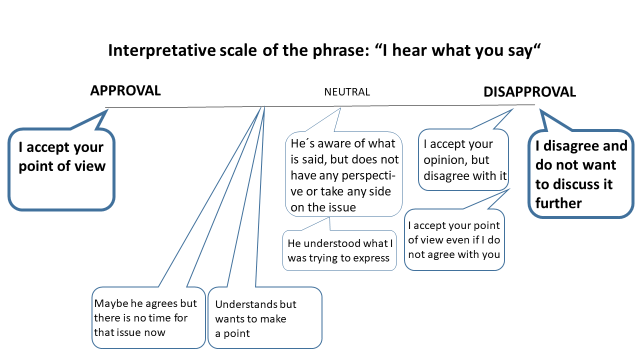 Interpretative scale of the phrase: “I hear what you say“
APPROVAL
NEUTRAL
DISAPPROVAL
I accept your
point of view
He´s aware of what
is said, but does not
have any perspecti-
ve or take any side
on the issue
I accept your
opinion, but
disagree with it
I disagree and
do not want
to discuss it
further
He understood what I
was trying to express
I accept your point
of view even if I do
not agree with you
Maybe he agrees but
there is no time for
that issue now
Understands but
wants to make
a point